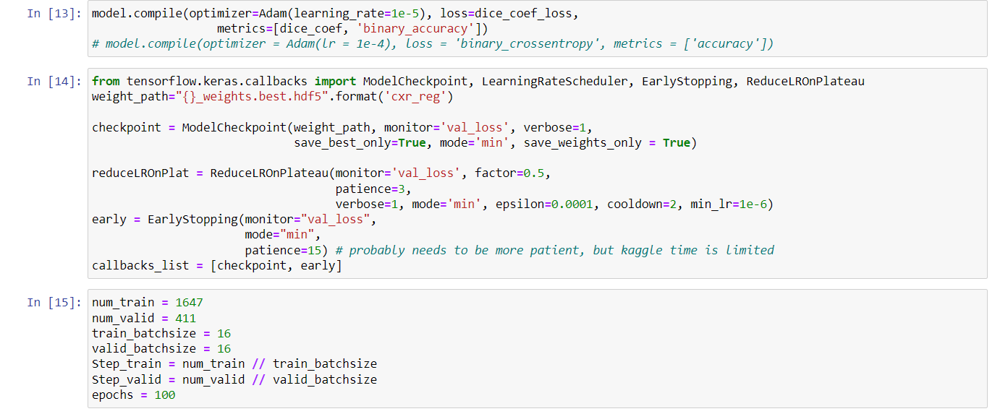 In [13]: model.compile(optimizer=Adam(learning_rate=1e-5), loss=dice_coef_loss,
metrics=[dice_coef, 'binary_accuracy'])
# model.compile(optimizer = Adam(lr = 1e-4), loss = 'binary_crossentropy', metrics = ['accuracy'])
In [14]: from tensorflow.keras.callbacks import ModelCheckpoint, LearningRateScheduler, EarlyStopping, ReduceLROnPlateau
weight_path="{}_weights.best.hdf5".format('cxr_reg')
checkpoint = ModelCheckpoint(weight_path, monitor='val_loss', verbose=1,
save_best_only=True, mode='min', save_weights_only = True)
reduceLROnPlat = ReduceLROnPlateau(monitor='val_loss', factor=0.5,
patience=3,
verbose=1, mode='min', epsilon=0.0001, cooldown=2, min_lr=1e-6)
early = EarlyStopping(monitor="val_loss",
mode="min",
patience=15) # probably needs to be more patient, but kaggle time is limited
callbacks_list = [checkpoint, early]
In [15]: num_train = 1647
num_valid = 411
train_batchsize = 16
valid_batchsize = 16
Step_train = num_train // train_batchsize
Step_valid = num_valid // valid_batchsize
epochs = 100